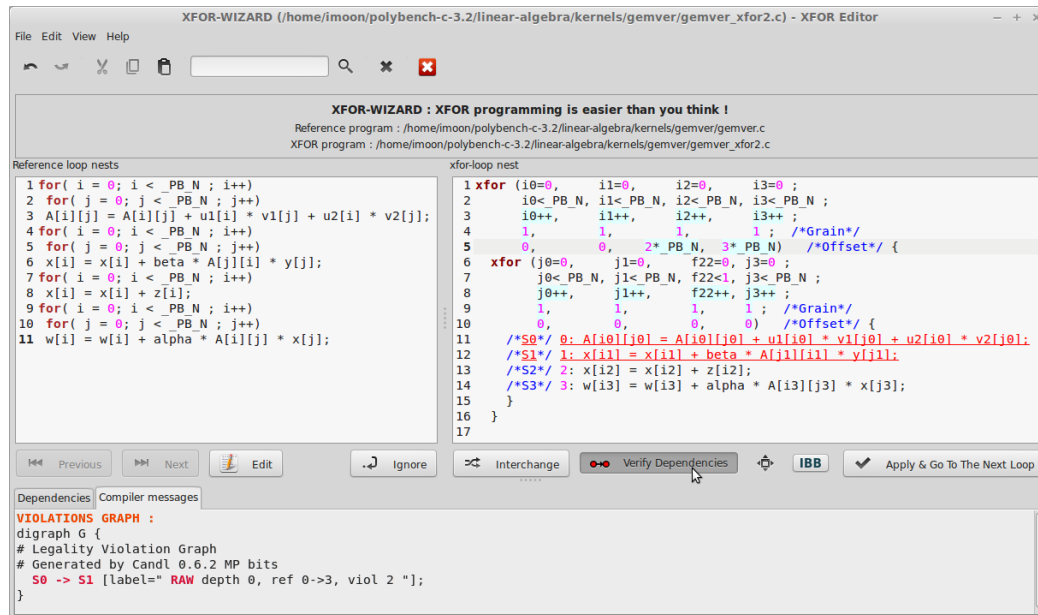 XFOR-WIZARD (/home/imoon/polybench-c-3.2/linear-algebra/kernels/gemver/gemver_xfor2.c) - XFOR Editor
File Edit View Help
XFOR-WIZARD : XFOR programming is easier than you think !
Reference program : /home/imoon/polybench-c-3.2/linear-algebra/kernels/gemver/gemver.c
XFOR program : /home/imoon/polybench-c-3.2/linear-algebra/kernels/gemver/gemver_xfor2.c
Reference loop nests
1 for( i = 0; i < _PB_N ; i++)
2 for( j = 0; j < _PB_N ; j++)
3 A[i][j] = A[i][j] + u1[i] * v1[j] + u2[i] * v2[j];
4 for( i = 0; i < _PB_N ; i++)
5 for( j = 0; j < _PB_N ; j++)
6 x[i] = x[i] + beta * A[j][i] * y[j];
7 for( i = 0; i < _PB_N ; i++)
8 x[i] = x[i] + z[i];
9 for( i = 0; i < _PB_N ; i++)
10 for( j = 0; j < _PB_N ; j++)
11 w[i] = w[i] + alpha * A[i][j] * x[j];
xfor-loop nest
1 xfor (i0=0, i1=0, i2=0, i3=0 ;
2 i0<_PB_N, i1<_PB_N, i2<_PB_N, i3<_PB_N ;
3 i0++, i1++, i2++, i3++ ;
4 1, 1, 1, 1 ; /*Grain*/
5 0, 0, 2*_PB_N, 3*_PB_N) /*Offset*/ {
6 xfor (j0=0, j1=0, f22=0, j3=0 ;
7 j0<_PB_N, j1<_PB_N, f22<1, j3<_PB_N ;
8 j0++, j1++, f22++, j3++ ;
9 1, 1, 1, 1 ; /*Grain*/
10 0, 0, 0, 0) /*Offset*/ {
11 /*S0*/ 0: A[i0][j0] = A[i0][j0] + u1[i0] * v1[j0] + u2[i0] * v2[j0];
12 /*S1*/ 1: x[i1] = x[i1] + beta * A[j1][i1] * y[j1];
13 /*S2*/ 2: x[i2] = x[i2] + z[i2];
14 /*S3*/ 3: w[i3] = w[i3] + alpha * A[i3][j3] * x[j3];
15 }
16 }
17
Previous Next Edit Ignore Interchange Verify Dependencies IBB Apply & Go To The Next Loop
Dependencies Compiler messages
VIOLATIONS GRAPH :
digraph G {
# Legality Violation Graph
# Generated by Candl 0.6.2 MP bits
S0 -> S1 [label=" RAW depth 0, ref 0->3, viol 2 "];
}